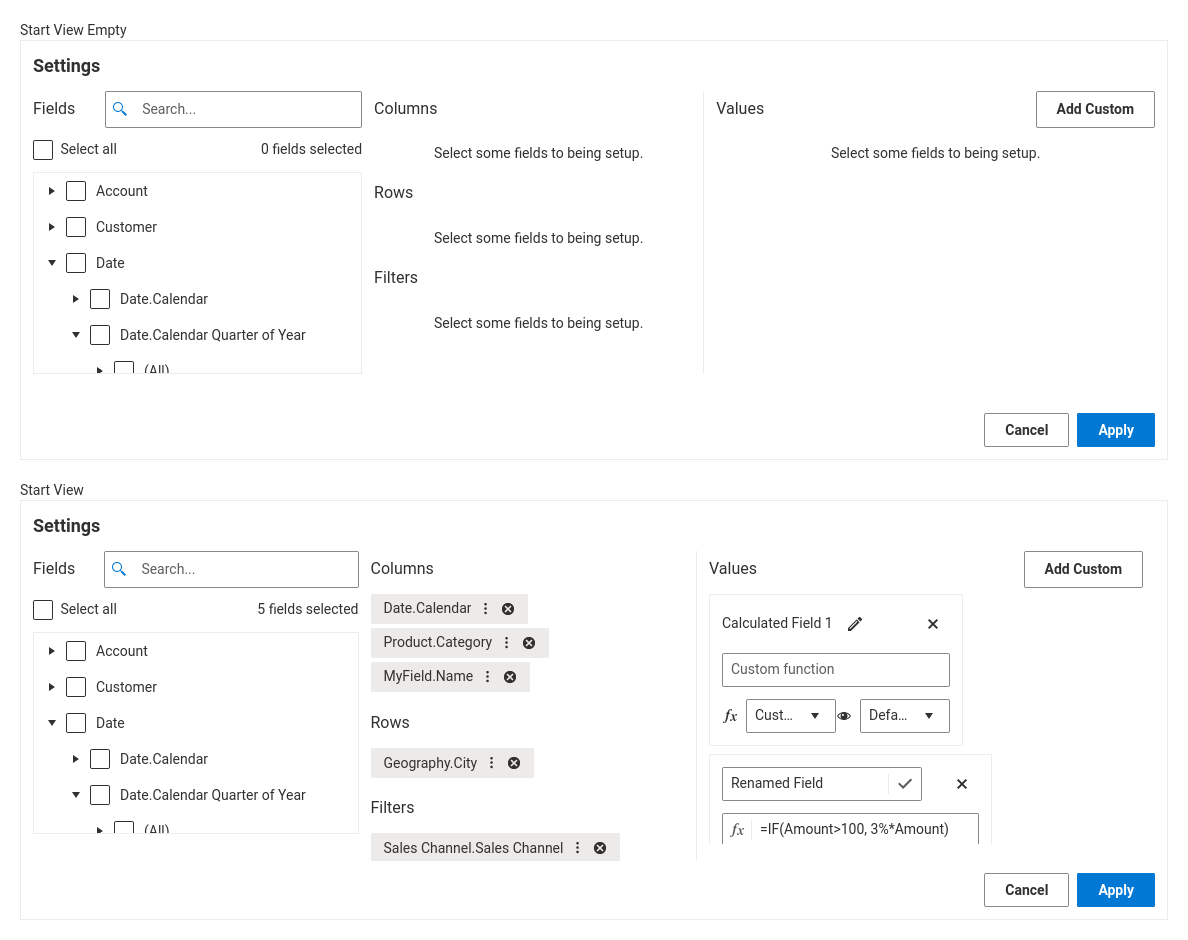 Start View Empty
Settings
Fields
Search...
Select all
0 fields selected
Account
Customer
Date
Date.Calendar
Date.Calendar Quarter of Year
(All)
Columns
Select some fields to being setup.
Rows
Select some fields to being setup.
Filters
Select some fields to being setup.
Values
Add Custom
Select some fields to being setup.
Cancel
Apply
Start View
Settings
Fields
Search...
Select all
5 fields selected
Account
Customer
Date
Date.Calendar
Date.Calendar Quarter of Year
(All)
Columns
Date.Calendar
Product.Category
MyField.Name
Rows
Geography.City
Filters
Sales Channel.Sales Channel
Values
Add Custom
Calculated Field 1
Custom function
fx Cust... Defa...
Renamed Field
fx =IF(Amount>100, 3%*Amount)
Cancel
Apply